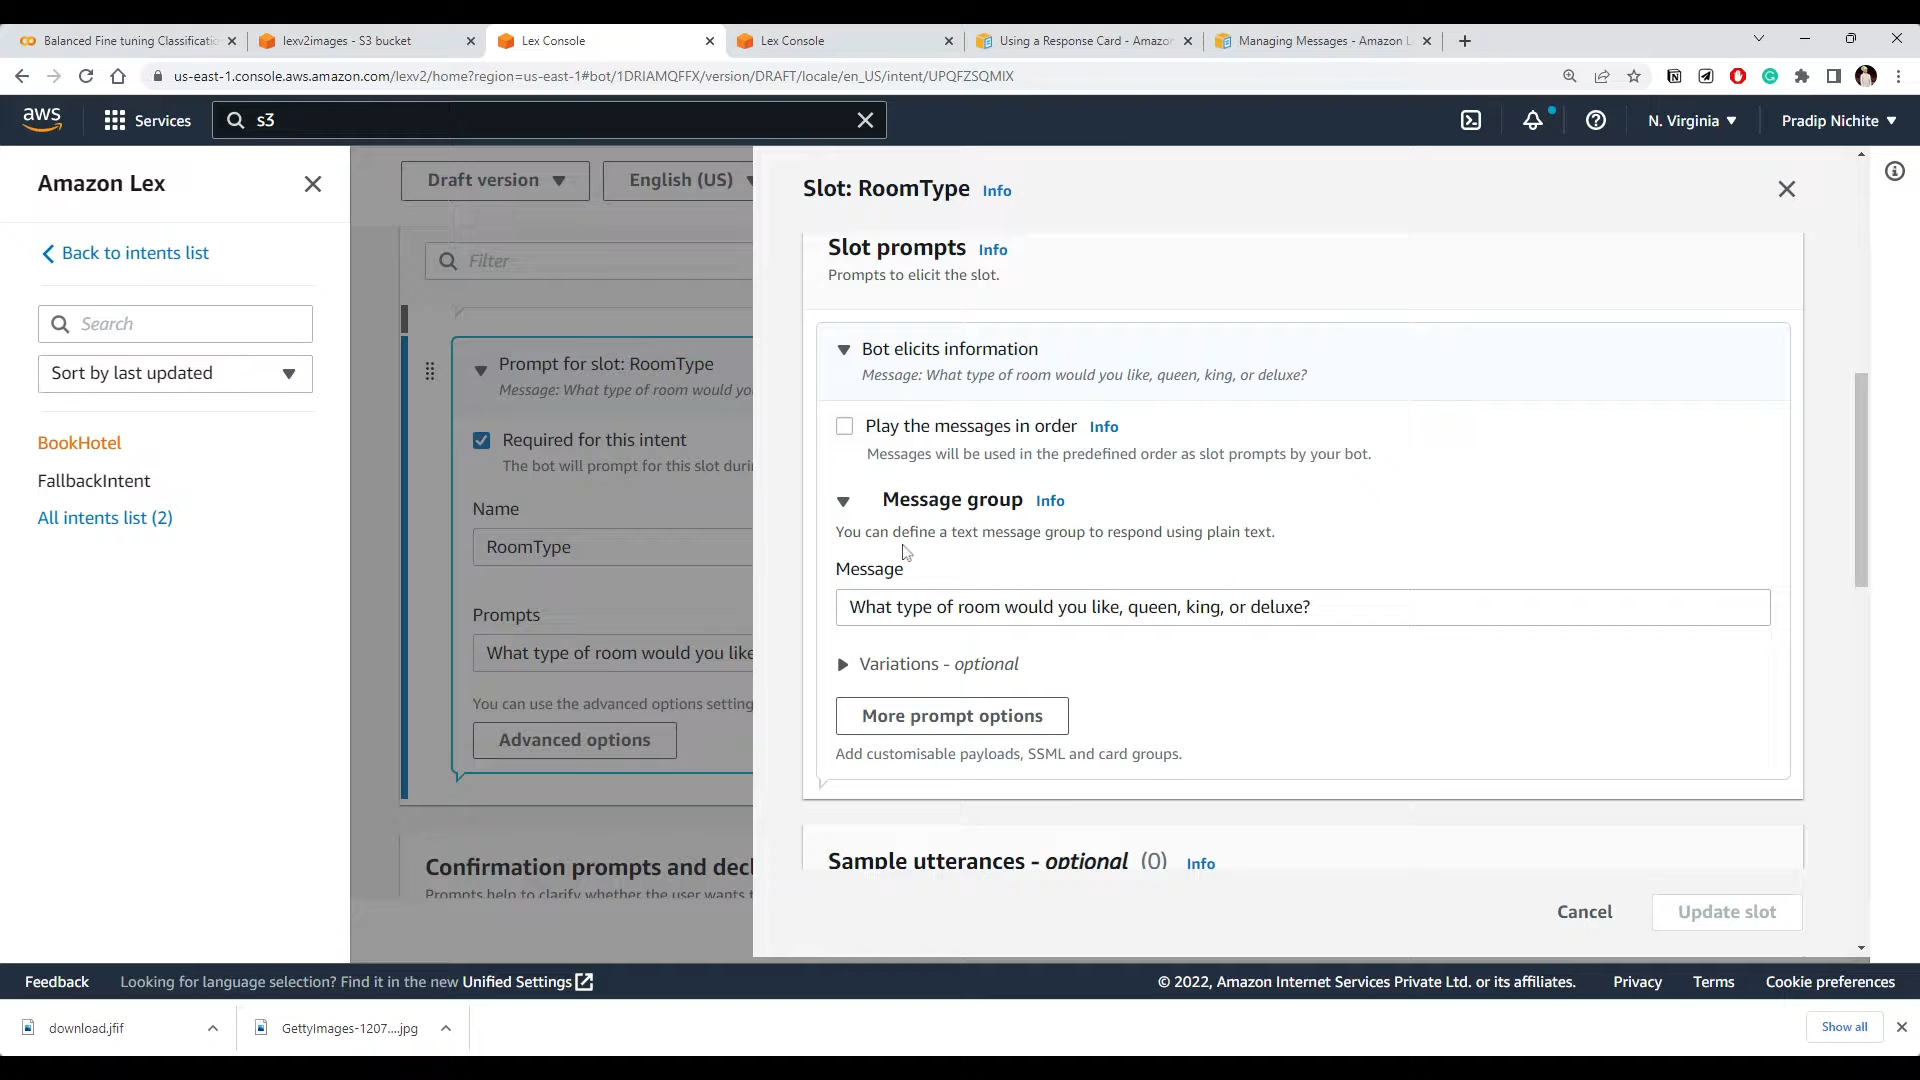 Balanced Fine tuning Classificatio
lexv2images - S3 bucket
Lex Console
Lex Console
Using a Response Card - Amazon
Managing Messages - Amazon L
us-east-1.console.aws.amazon.com/lexv2/home?region=us-east-1#bot/1DRIAMQFFX/version/DRAFT/locale/en_US/intent/UPQFZSQMIX
aws
Services
s3
N. Virginia
Pradip Nichite
Amazon Lex
Back to intents list
Search
Sort by last updated
BookHotel
FallbackIntent
All intents list (2)
Draft version
English (US)
Filter
Prompt for slot: RoomType
Message: What type of room would yo
Required for this intent
The bot will prompt for this slot duri
Name
RoomType
Prompts
What type of room would you like
You can use the advanced options setting
Advanced options
Confirmation prompts and decl
Prompts help to clarify whether the user wants t
Slot: RoomType Info
Slot prompts Info
Prompts to elicit the slot.
Bot elicits information
Message: What type of room would you like, queen, king, or deluxe?
Play the messages in order Info
Messages will be used in the predefined order as slot prompts by your bot.
Message group Info
You can define a text message group to respond using plain text.
Message
What type of room would you like, queen, king, or deluxe?
Variations - optional
More prompt options
Add customisable payloads, SSML and card groups.
Sample utterances - optional (0) Info
Cancel
Update slot
Feedback
Looking for language selection? Find it in the new Unified Settings
© 2022, Amazon Internet Services Private Ltd. or its affiliates.
Privacy
Terms
Cookie preferences
download.jfif
GettyImages-1207....jpg
Show all